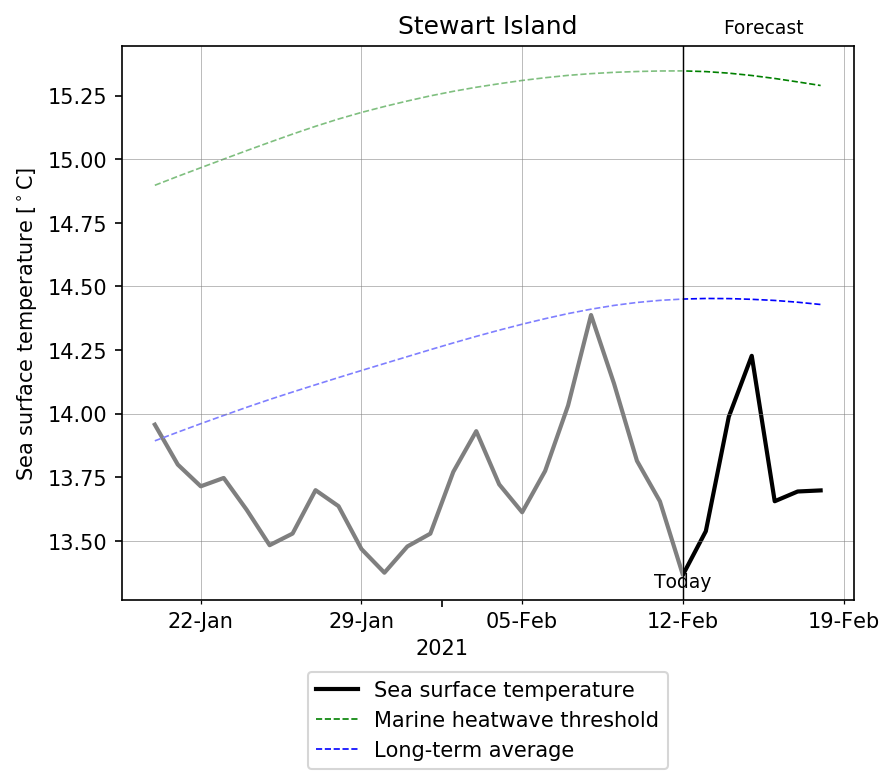 Stewart Island
Forecast
Sea surface temperature [°C]
15.25
15.00
14.75
14.50
14.25
14.00
13.75
13.50
Today
22-Jan
29-Jan
05-Feb
12-Feb
19-Feb
2021
Sea surface temperature
Marine heatwave threshold
Long-term average